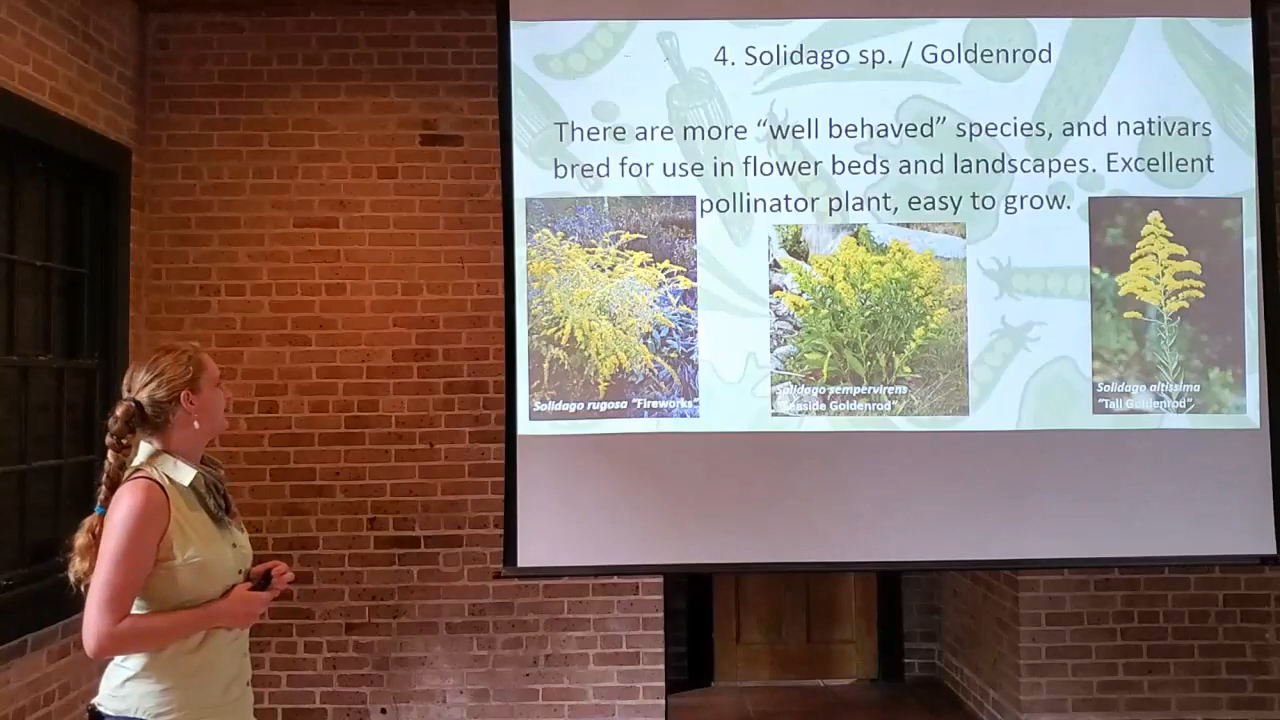 4. Solidago sp. / Goldenrod
There are more “well behaved” species, and nativars
bred for use in flower beds and landscapes. Excellent
pollinator plant, easy to grow.
Solidago rugosa "Fireworks"
Solidago sempervirens
"Seaside Goldenrod"
Solidago altissima
"Tall Goldenrod"